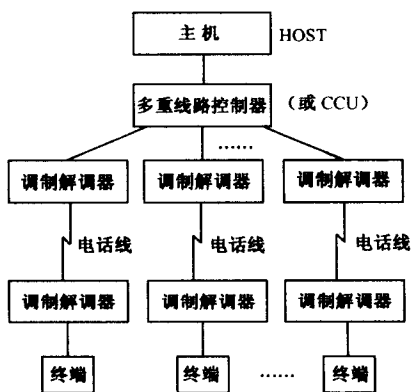 主机 HOST
多重线路控制器 （或 CCU）
……
调制解调器 调制解调器 调制解调器
电话线 电话线 电话线
调制解调器 调制解调器 调制解调器
终端 终端 …… 终端